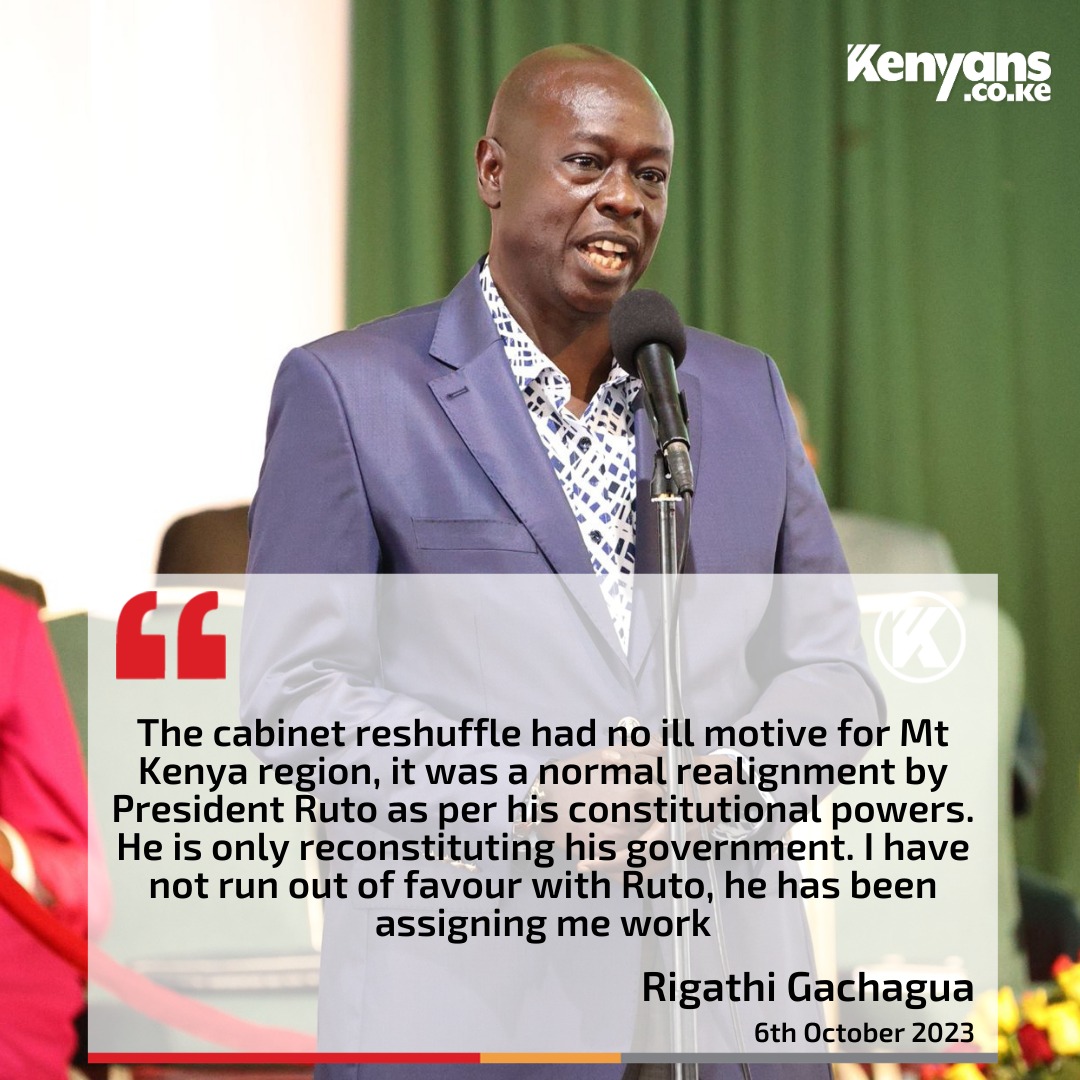 Kenyans
.co.ke
The cabinet reshuffle had no ill motive for Mt
Kenya region, it was a normal realignment by
President Ruto as per his constitutional powers.
He is only reconstituting his government. I have
not run out of favour with Ruto, he has been
assigning me work
Rigathi Gachagua
6th October 2023